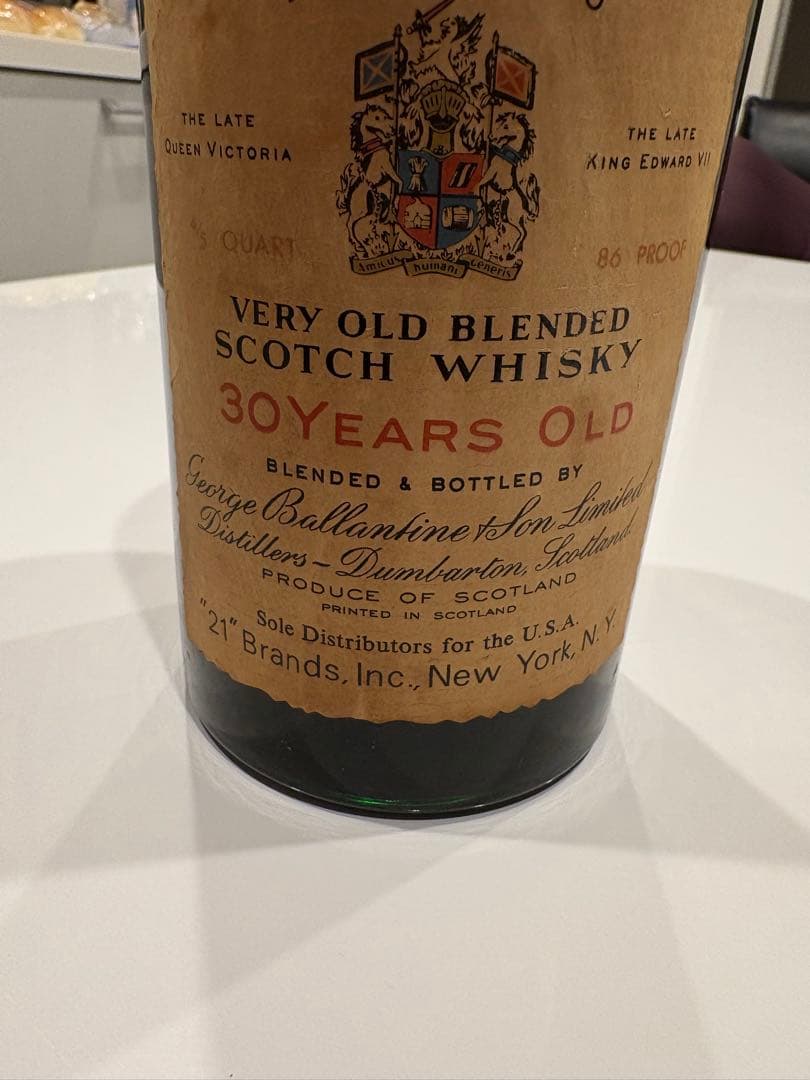 THE LATE
QUEEN VICTORIA
THE LATE
KING EDWARD VII
4/5 QUART
86 PROOF
Amicus humani Generis
VERY OLD BLENDED
SCOTCH WHISKY
30 YEARS OLD
BLENDED & BOTTLED BY
George Ballantine & Son Limited
Distillers - Dumbarton, Scotland.
PRODUCE OF SCOTLAND
PRINTED IN SCOTLAND
Sole Distributors for the U.S.A.
"21" Brands, Inc., New York, N.Y.